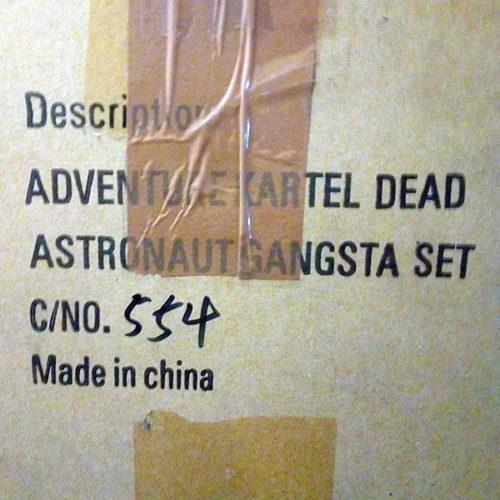 Description
ADVENTURE KARTEL DEAD
ASTRONAUT GANGSTA SET
C/NO. 554
Made in china